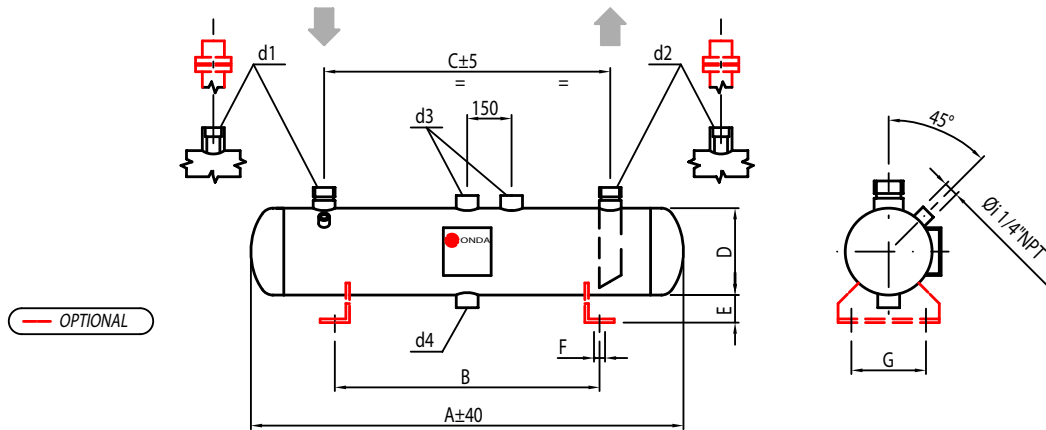 d1
C±5
d2
= =
150
d3
45°
Øi 1/4"NPT
ONDA
D
OPTIONAL
E
d4
F
G
B
A±40